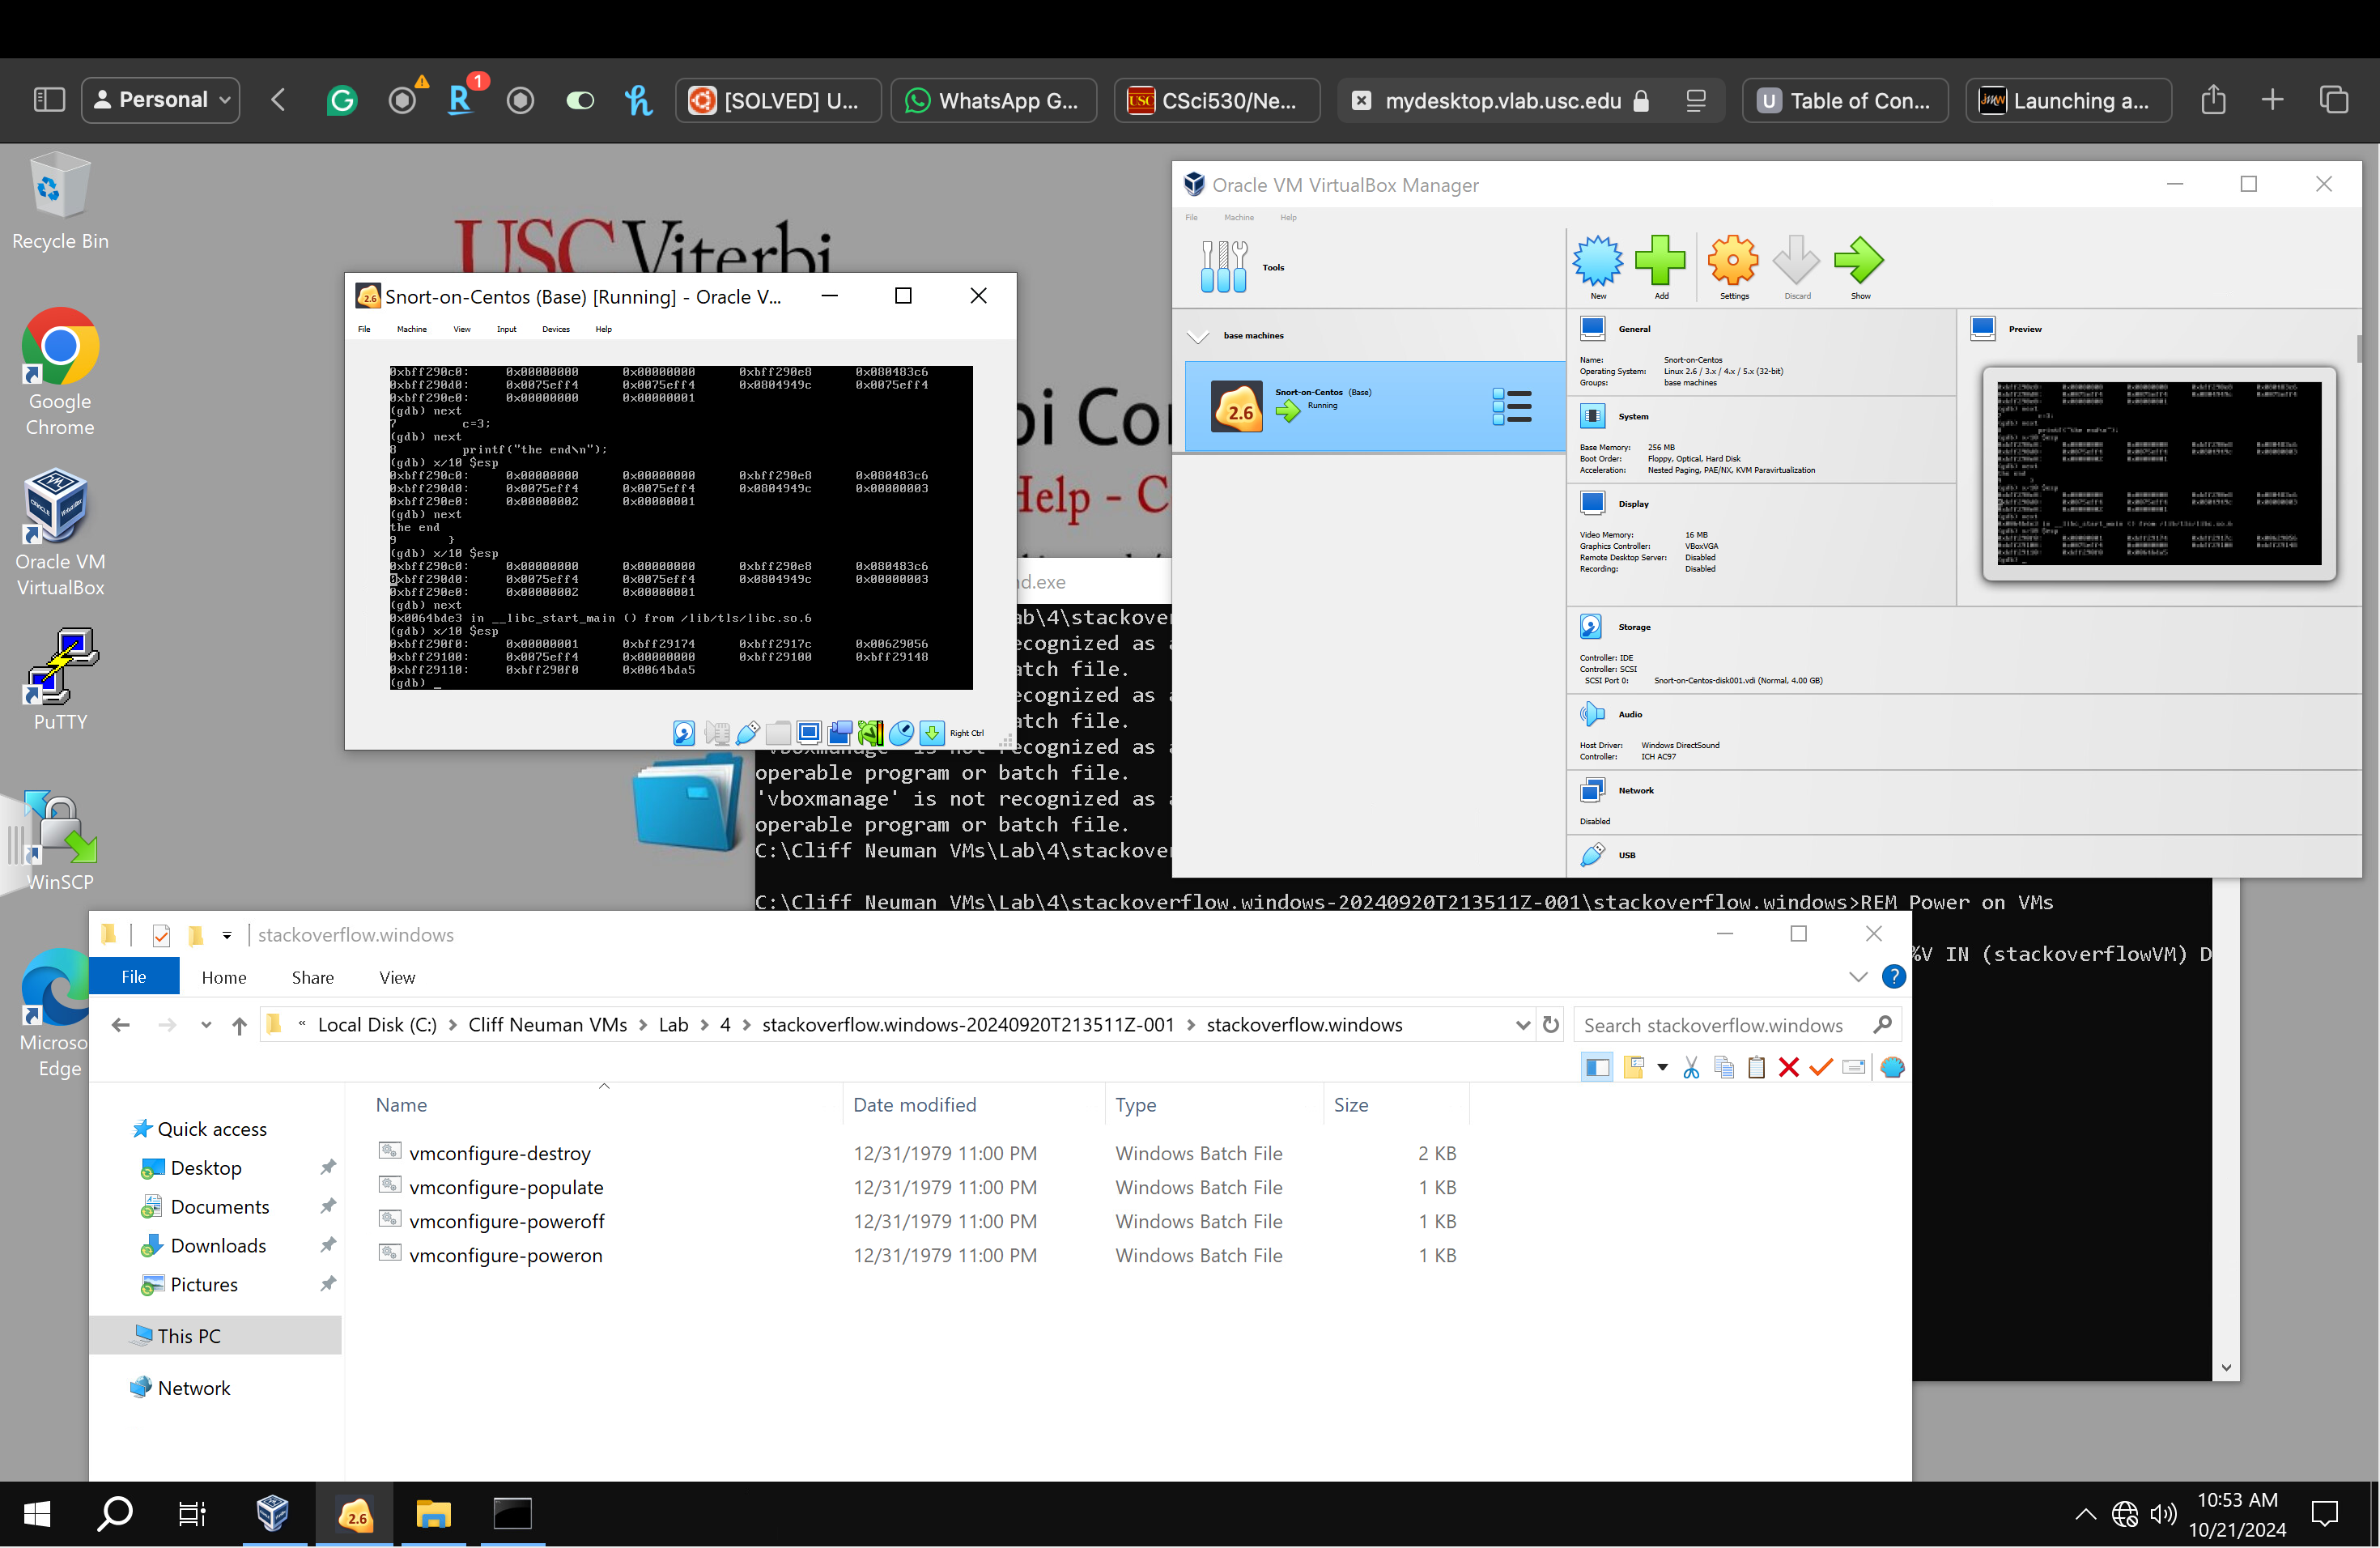 Personal
1
[SOLVED] U...
WhatsApp G...
CSci530/Ne...
mydesktop.vlab.usc.edu
Table of Con...
Launching a...
Recycle Bin
Google
Chrome
Oracle VM
VirtualBox
PuTTY
WinSCP
Microso
Edge
USC Viterbi
bi Co
Help - C
Snort-on-Centos (Base) [Running] - Oracle V...
File Machine View Input Devices Help
0xbff290c0: 0x00000000 0x00000000 0xbff290e8 0x080483c6
0xbff290d0: 0x0075eff4 0x0075eff4 0x0804949c 0x0075eff4
0xbff290e0: 0x00000000 0x00000001
(gdb) next
7 c=3;
(gdb) next
8 printf("the end\n");
(gdb) x/10 $esp
0xbff290c0: 0x00000000 0x00000000 0xbff290e8 0x080483c6
0xbff290d0: 0x0075eff4 0x0075eff4 0x0804949c 0x00000003
0xbff290e0: 0x00000002 0x00000001
(gdb) next
the end
9 }
(gdb) x/10 $esp
0xbff290c0: 0x00000000 0x00000000 0xbff290e8 0x080483c6
0xbff290d0: 0x0075eff4 0x0075eff4 0x0804949c 0x00000003
0xbff290e0: 0x00000002 0x00000001
(gdb) next
0x0064bde3 in __libc_start_main () from /lib/tls/libc.so.6
(gdb) x/10 $esp
0xbff290f0: 0x00000001 0xbff29174 0xbff2917c 0x00629056
0xbff29100: 0x0075eff4 0x00000000 0xbff29100 0xbff29148
0xbff29110: 0xbff290f0 0x0064bda5
(gdb) _
Right Ctrl
Oracle VM VirtualBox Manager
File Machine Help
Tools
New Add Settings Discard Show
base machines
Snort-on-Centos (Base)
Running
2.6
General
Name: Snort-on-Centos
Operating System: Linux 2.6 / 3.x / 4.x / 5.x (32-bit)
Groups: base machines
Preview
System
Base Memory: 256 MB
Boot Order: Floppy, Optical, Hard Disk
Acceleration: Nested Paging, PAE/NX, KVM Paravirtualization
Display
Video Memory: 16 MB
Graphics Controller: VBoxVGA
Remote Desktop Server: Disabled
Recording: Disabled
Storage
Controller: IDE
Controller: SCSI
SCSI Port 0: Snort-on-Centos-disk001.vdi (Normal, 4.00 GB)
Audio
Host Driver: Windows DirectSound
Controller: ICH AC97
Network
Disabled
USB
nd.exe
ab\4\stackover
ecognized as a
atch file.
ecognized as a
atch file.
'vboxmanage' is not recognized as a
operable program or batch file.
'vboxmanage' is not recognized as a
operable program or batch file.
C:\Cliff Neuman VMs\Lab\4\stackover
C:\Cliff Neuman VMs\Lab\4\stackoverflow.windows-20240920T213511Z-001\stackoverflow.windows>REM Power on VMs
%V IN (stackoverflowVM) D
stackoverflow.windows
File Home Share View
« Local Disk (C:) > Cliff Neuman VMs > Lab > 4 > stackoverflow.windows-20240920T213511Z-001 > stackoverflow.windows
Search stackoverflow.windows
Quick access
Desktop
Documents
Downloads
Pictures
This PC
Network
Name Date modified Type Size
vmconfigure-destroy 12/31/1979 11:00 PM Windows Batch File 2 KB
vmconfigure-populate 12/31/1979 11:00 PM Windows Batch File 1 KB
vmconfigure-poweroff 12/31/1979 11:00 PM Windows Batch File 1 KB
vmconfigure-poweron 12/31/1979 11:00 PM Windows Batch File 1 KB
2.6
10:53 AM
10/21/2024